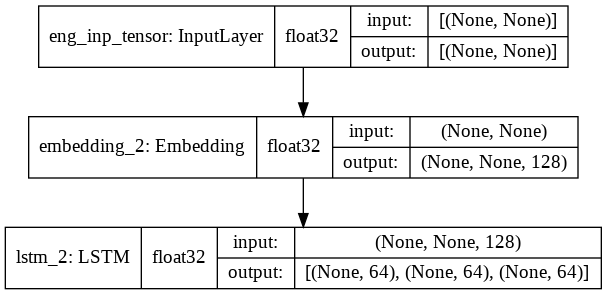 eng_inp_tensor: InputLayer float32 input: [(None, None)]
output: [(None, None)]
embedding_2: Embedding float32 input: (None, None)
output: (None, None, 128)
lstm_2: LSTM float32 input: (None, None, 128)
output: [(None, 64), (None, 64), (None, 64)]